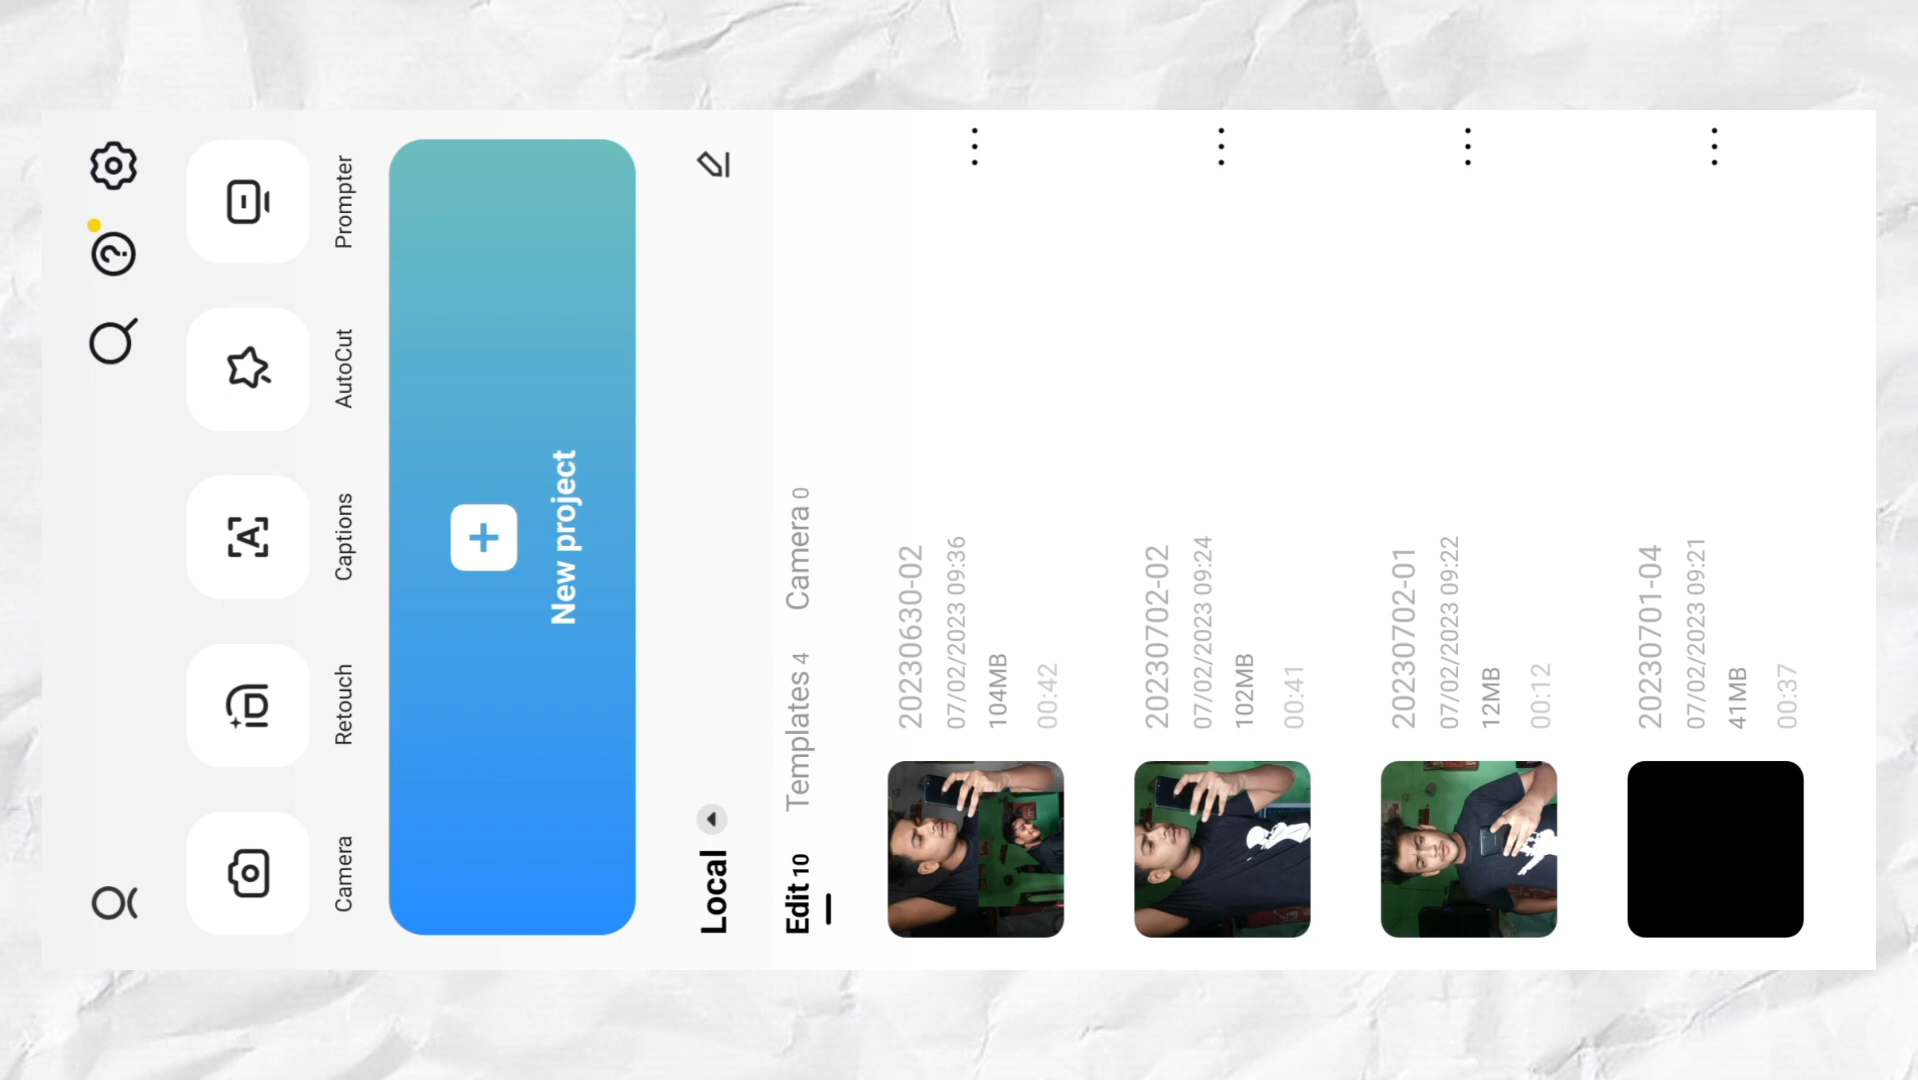 Camera Retouch Captions AutoCut Prompter
New project
Local
Edit 10 Templates 4 Camera 0
20230630-02
07/02/2023 09:36
104MB
00:42
20230702-02
07/02/2023 09:24
102MB
00:41
20230702-01
07/02/2023 09:22
12MB
00:12
20230701-04
07/02/2023 09:21
41MB
00:37